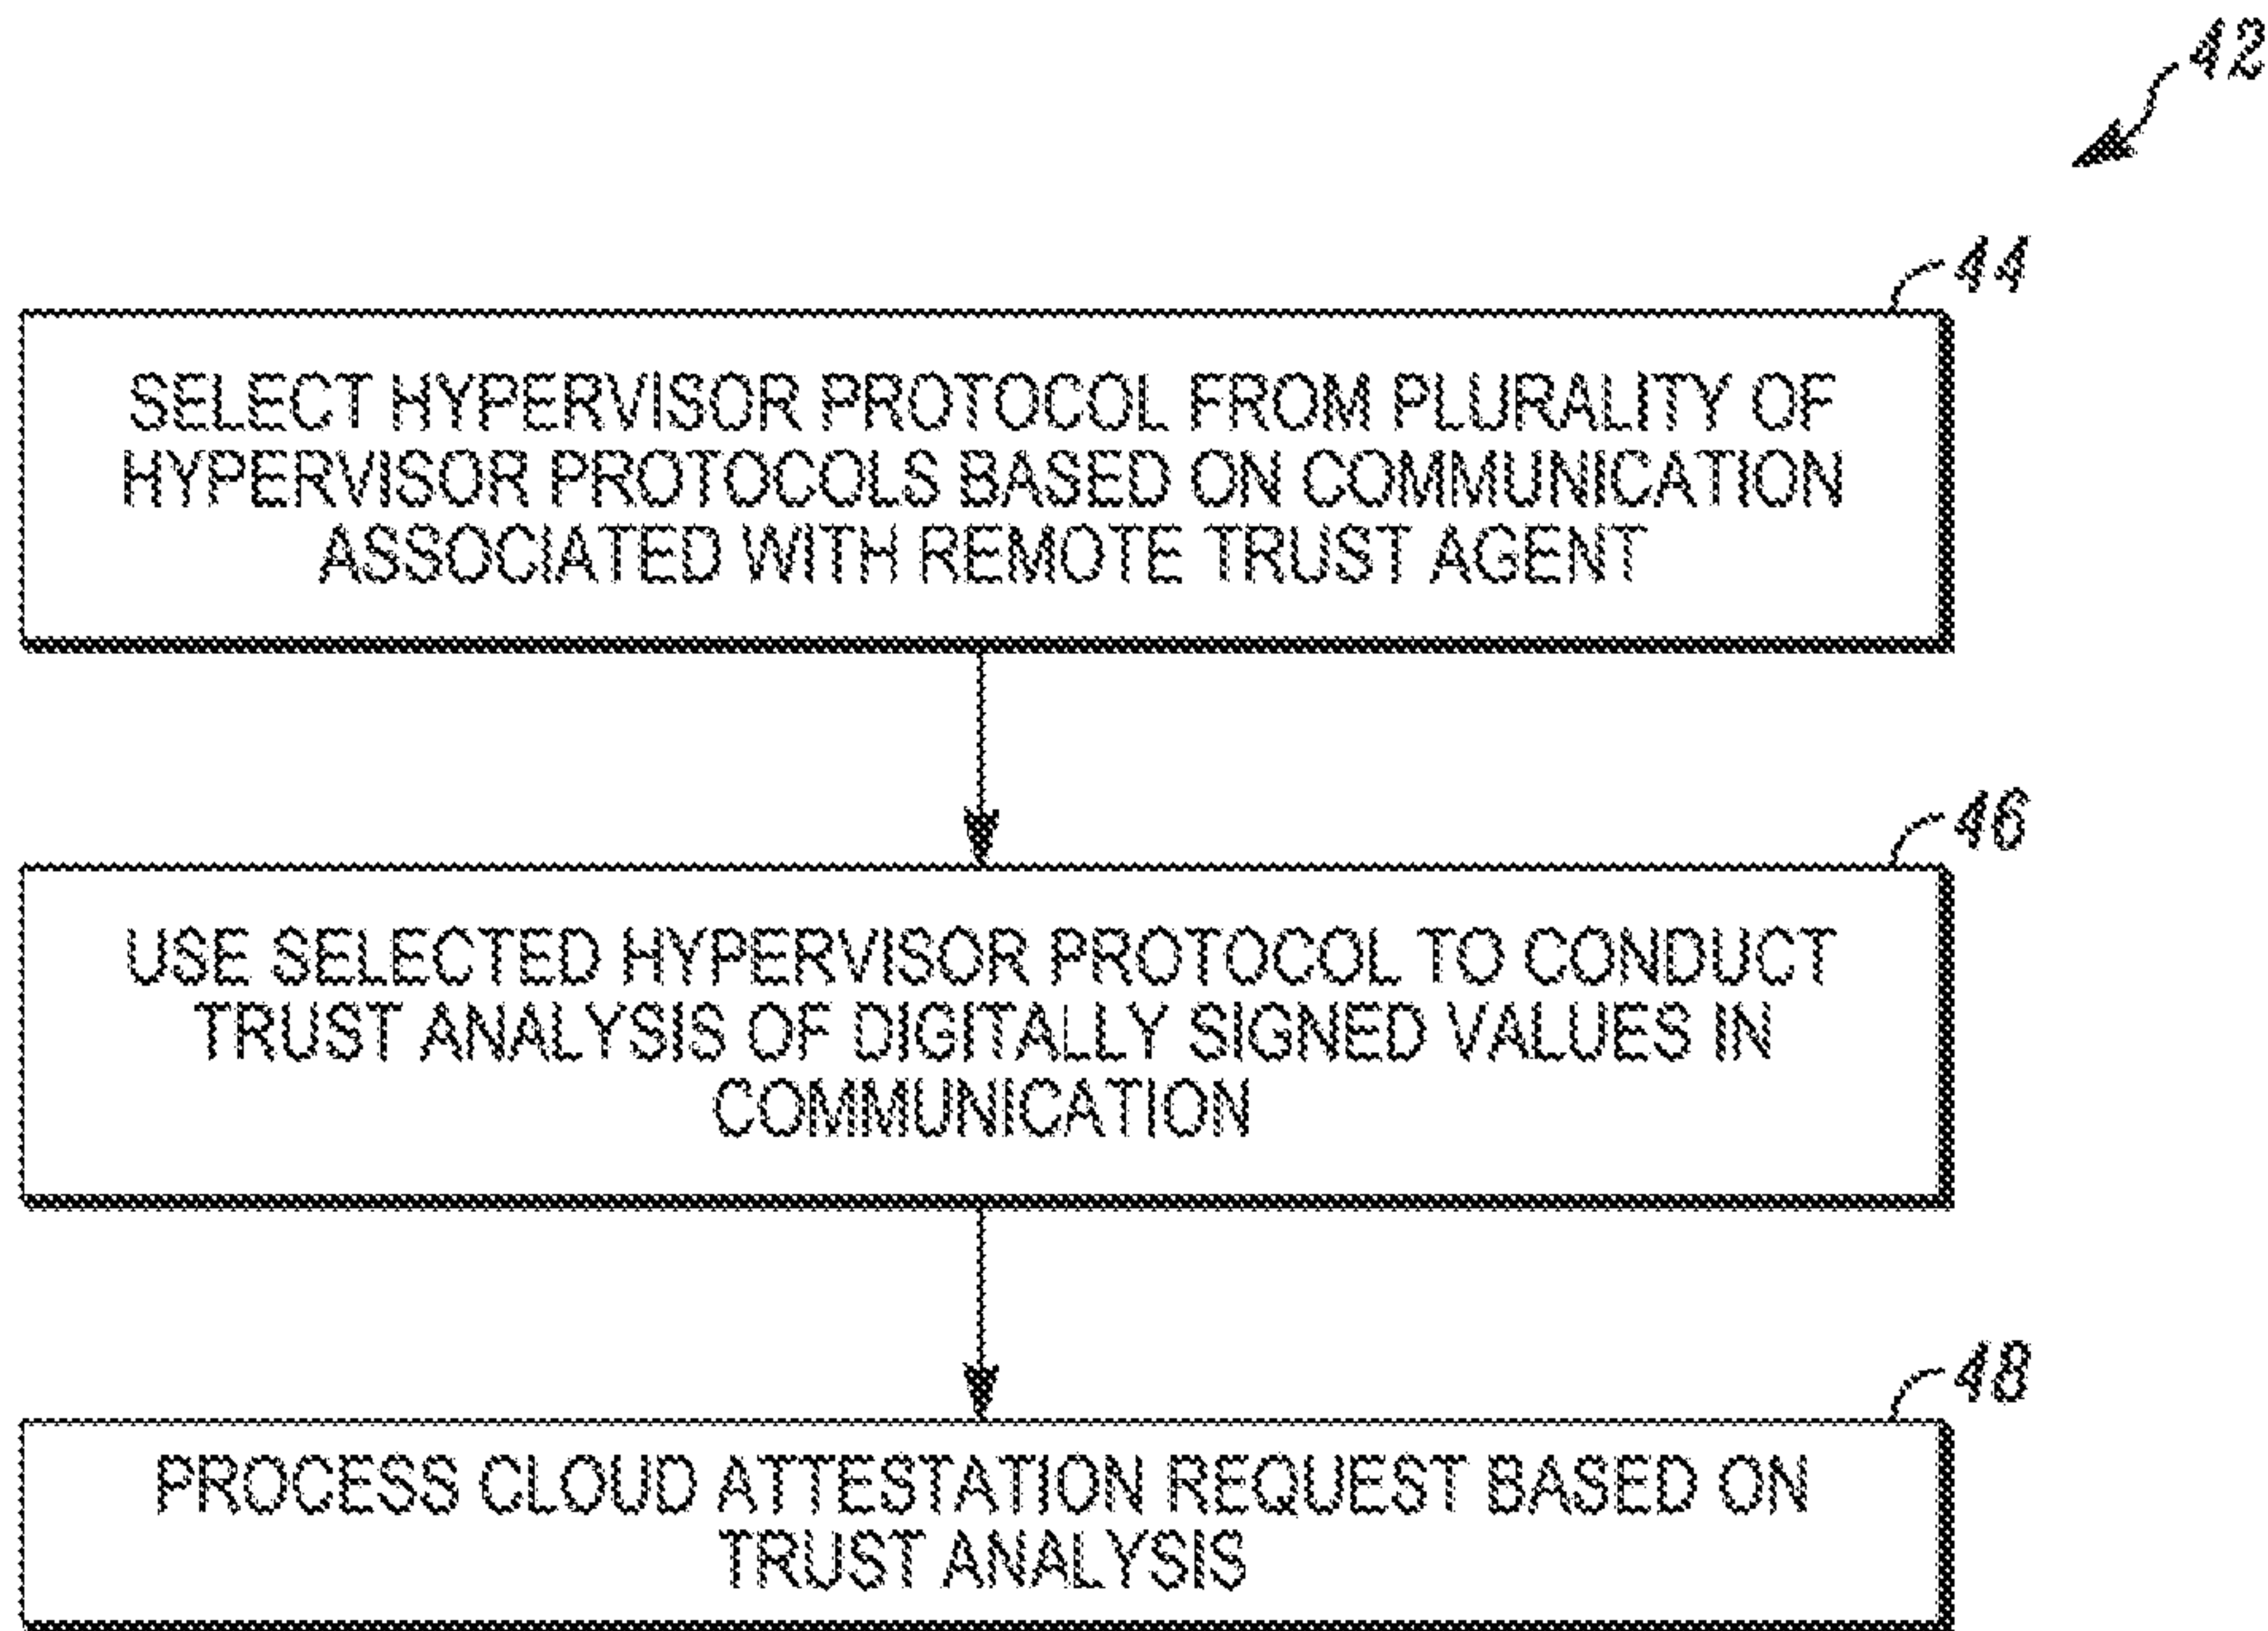 42
44
SELECT HYPERVISOR PROTOCOL FROM PLURALITY OF
HYPERVISOR PROTOCOLS BASED ON COMMUNICATION
ASSOCIATED WITH REMOTE TRUST AGENT
46
USE SELECTED HYPERVISOR PROTOCOL TO CONDUCT
TRUST ANALYSIS OF DIGITALLY SIGNED VALUES IN
COMMUNICATION
48
PROCESS CLOUD ATTESTATION REQUEST BASED ON
TRUST ANALYSIS